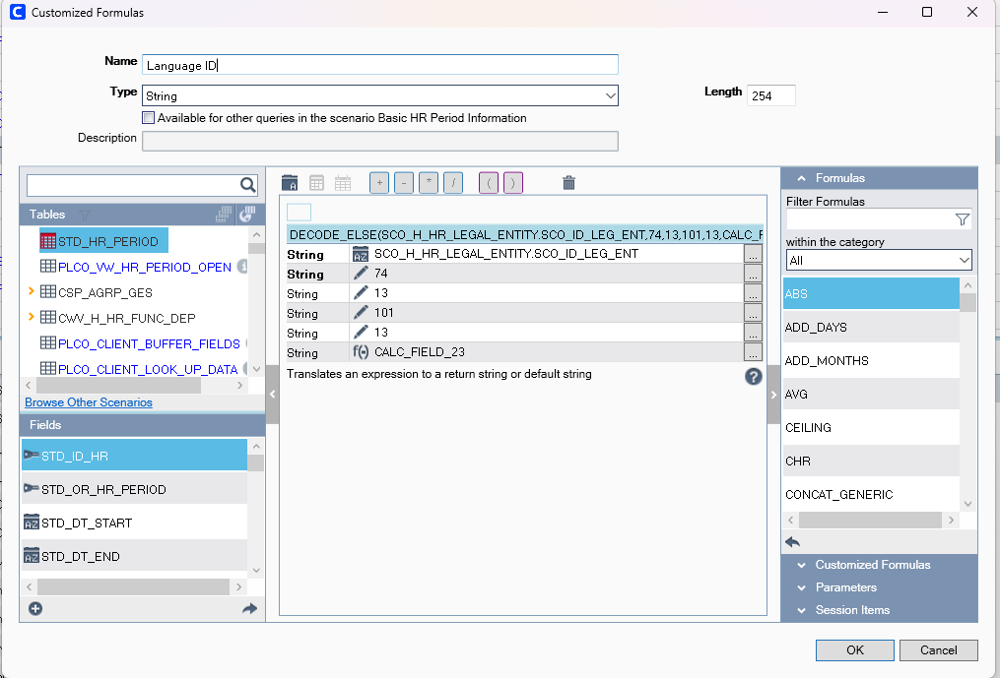 Customized Formulas
Name Language ID
Type String Length 254
Available for other queries in the scenario Basic HR Period Information
Description
+ - * / ( )
Tables
STD_HR_PERIOD
PLCO_VW_HR_PERIOD_OPEN
CSP_AGRP_GES
CWV_H_HR_FUNC_DEP
PLCO_CLIENT_BUFFER_FIELDS
PLCO_CLIENT_LOOK_UP_DATA
Browse Other Scenarios
Fields
STD_ID_HR
STD_OR_HR_PERIOD
STD_DT_START
STD_DT_END
DECODE_ELSE(SCO_H_HR_LEGAL_ENTITY.SCO_ID_LEG_ENT,74,13,101,13,CALC_F
String SCO_H_HR_LEGAL_ENTITY.SCO_ID_LEG_ENT ...
String 74 ...
String 13 ...
String 101 ...
String 13 ...
String f() CALC_FIELD_23 ...
Translates an expression to a return string or default string ?
Formulas
Filter Formulas
within the category
All
ABS
ADD_DAYS
ADD_MONTHS
AVG
CEILING
CHR
CONCAT_GENERIC
Customized Formulas
Parameters
Session Items
OK Cancel